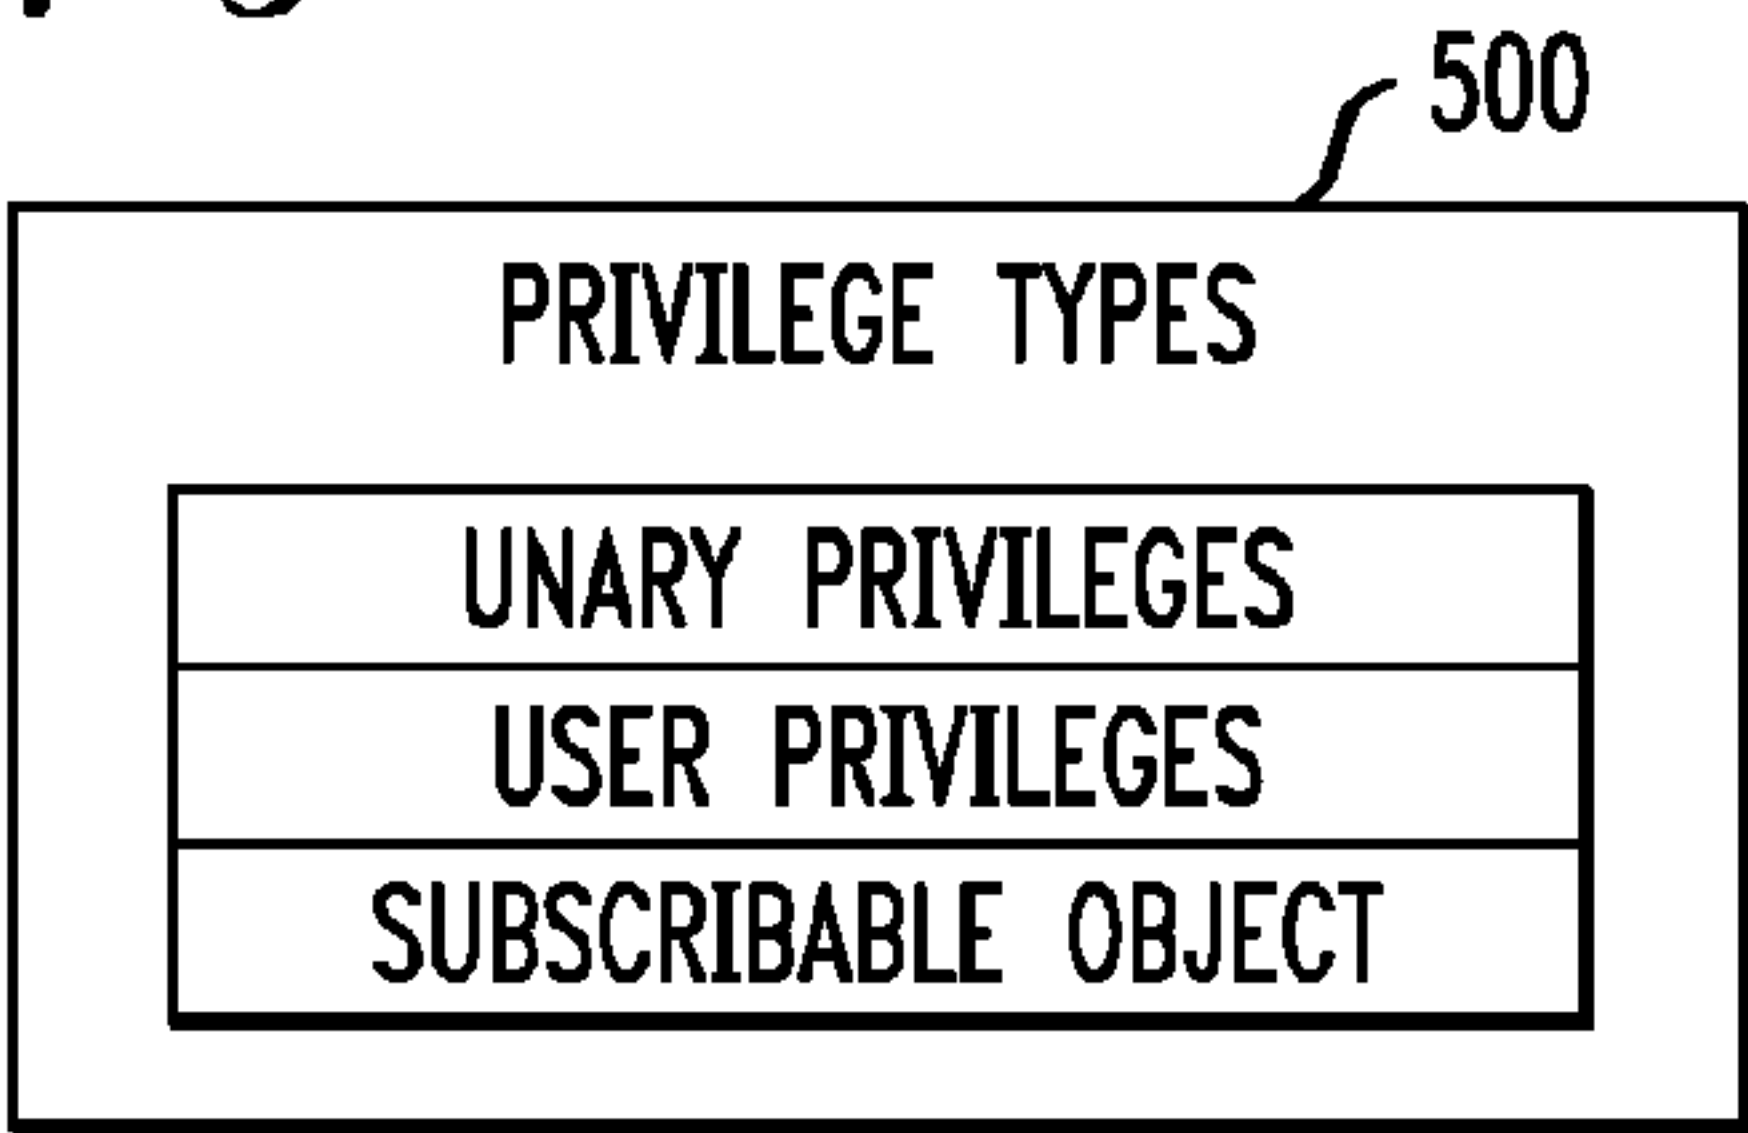 500
PRIVILEGE TYPES
UNARY PRIVILEGES
USER PRIVILEGES
SUBSCRIBABLE OBJECT